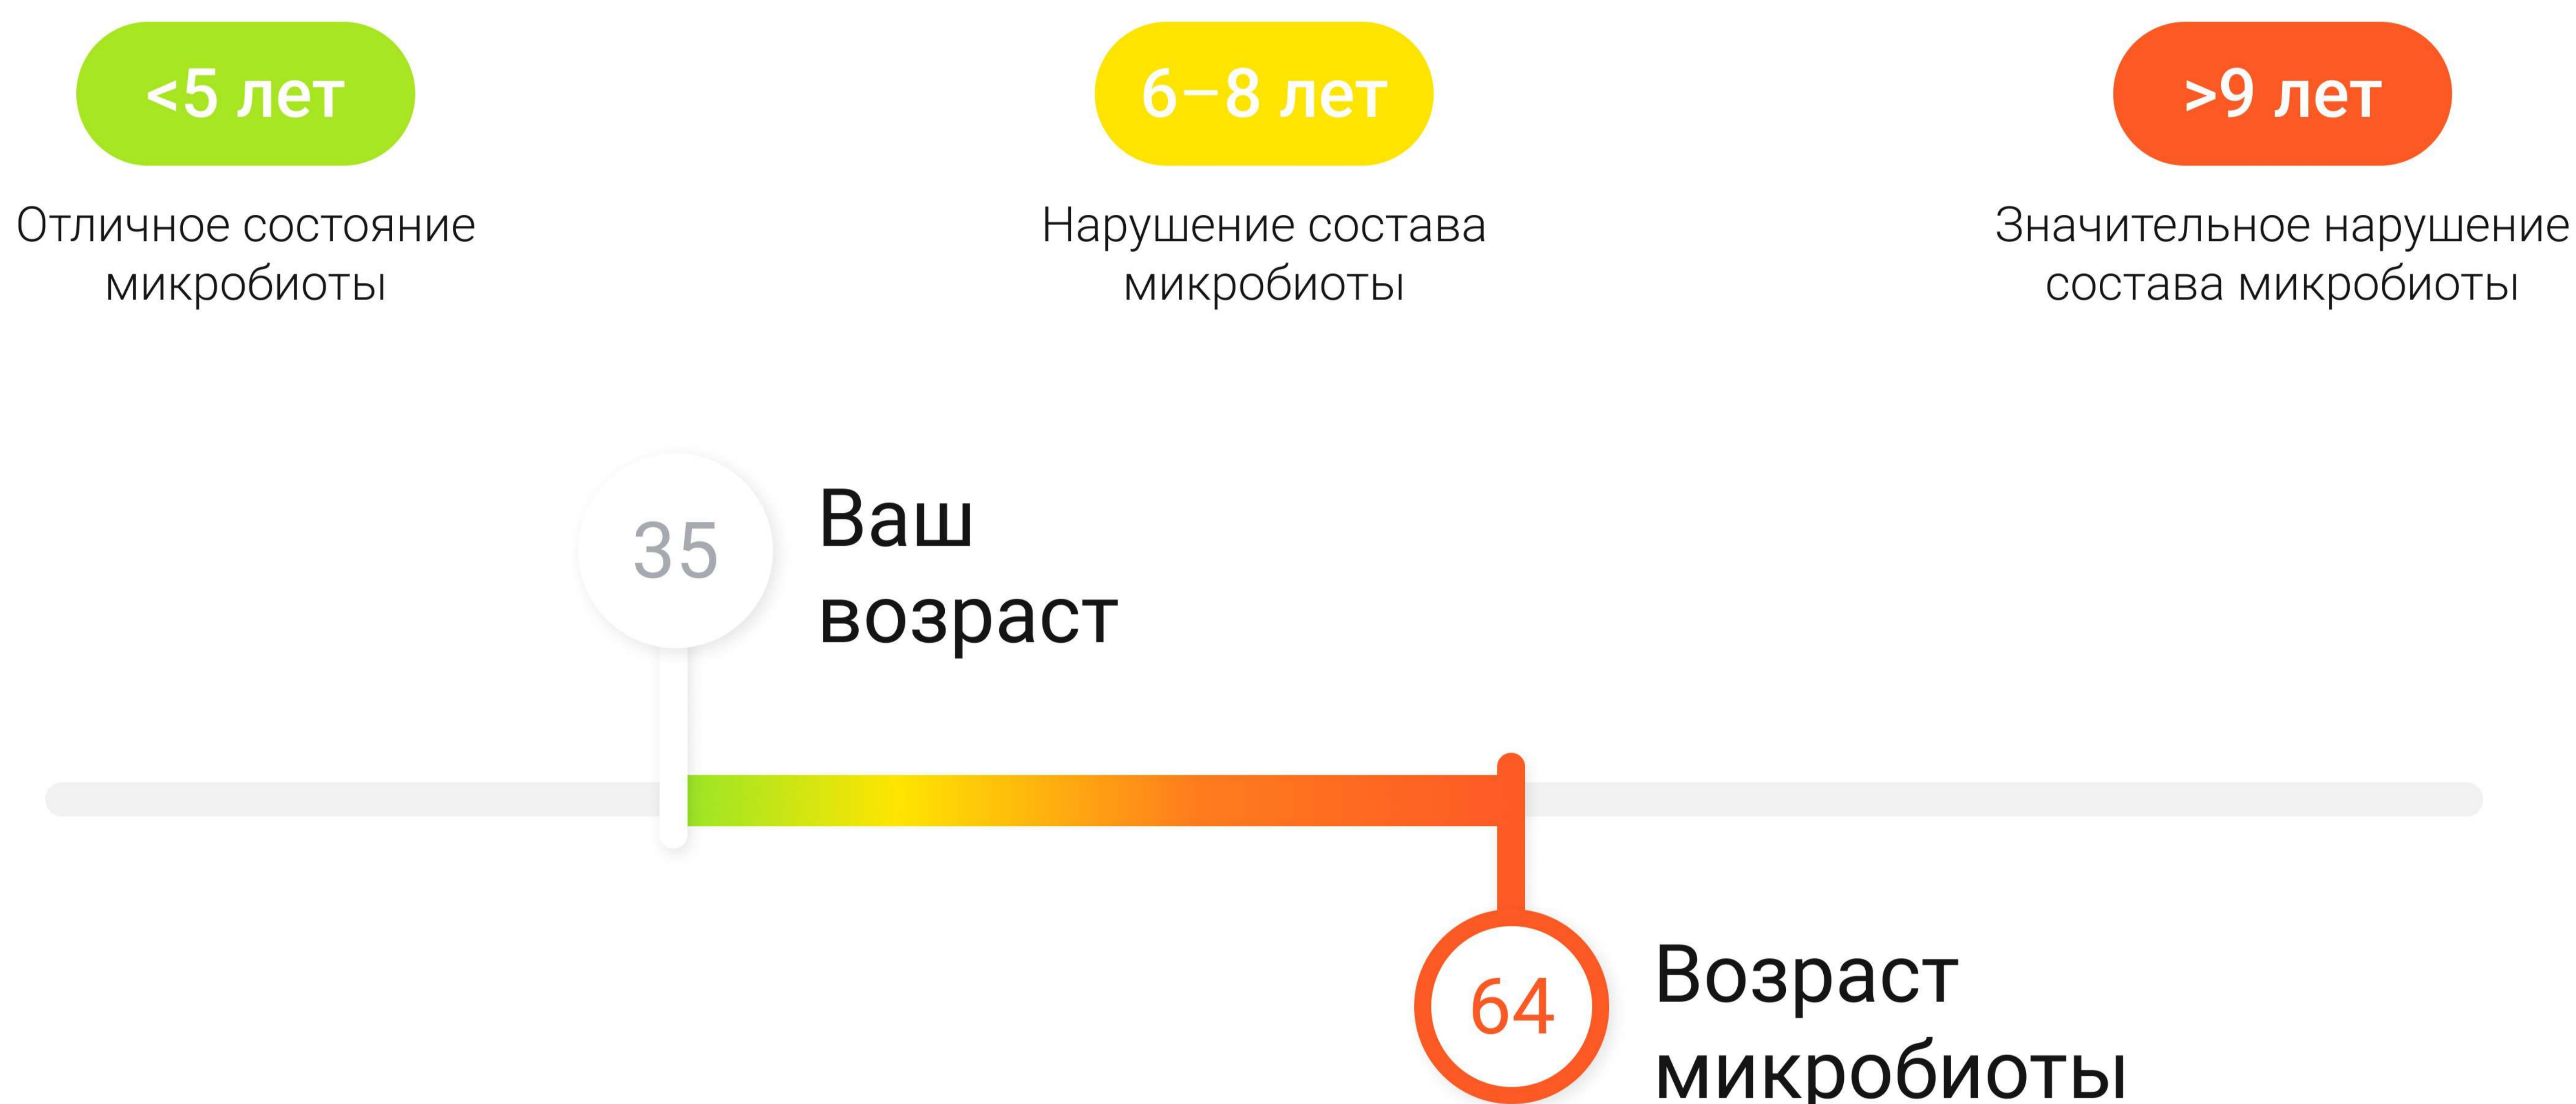 <5 лет
6–8 лет
>9 лет
Отличное состояние
микробиоты
Нарушение состава
микробиоты
Значительное нарушение
состава микробиоты
35
Ваш
возраст
64
Возраст
микробиоты